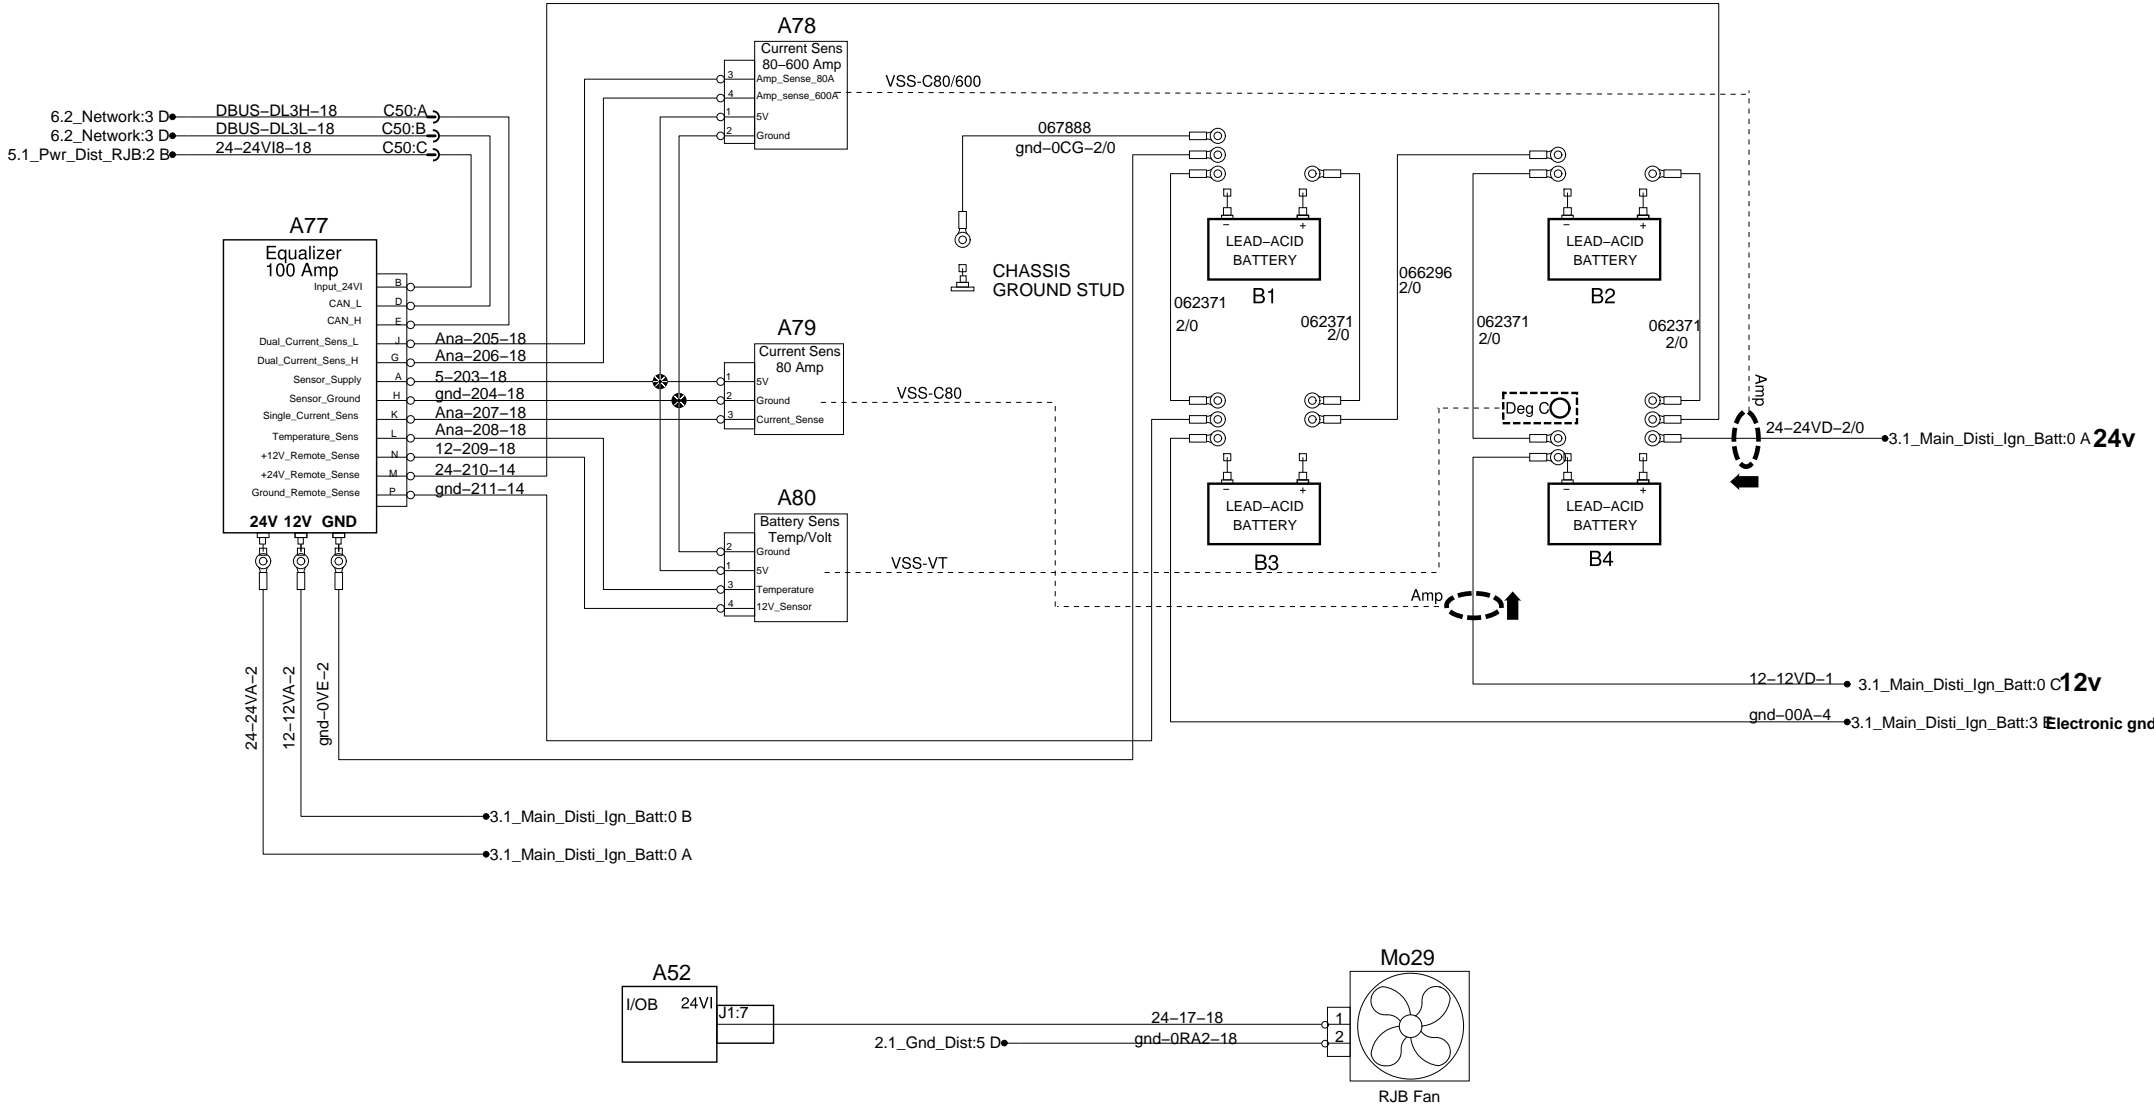 A78
Current Sens
80–600 Amp
3 Amp_Sense_80A
4 Amp_sense_600A
1 5V
2 Ground
VSS-C80/600
6.2_Network:3 D DBUS–DL3H–18 C50:A
6.2_Network:3 D DBUS–DL3L–18 C50:B
5.1_Pwr_Dist_RJB:2 B 24–24VI8–18 C50:C
A77
Equalizer
100 Amp
Input_24VI B
CAN_L D
CAN_H E
Dual_Current_Sens_L J Ana–205–18
Dual_Current_Sens_H G Ana–206–18
Sensor_Supply A 5–203–18
Sensor_Ground H gnd–204–18
Single_Current_Sens K Ana–207–18
Temperature_Sens L Ana–208–18
+12V_Remote_Sense N 12–209–18
+24V_Remote_Sense M 24–210–14
Ground_Remote_Sense P gnd–211–14
24V 12V GND
24–24VA–2
12–12VA–2
gnd–0VE–2
3.1_Main_Disti_Ign_Batt:0 B
3.1_Main_Disti_Ign_Batt:0 A
A79
Current Sens
80 Amp
1 5V
2 Ground
3 Current_Sense
VSS-C80
A80
Battery Sens
Temp/Volt
2 Ground
1 5V
3 Temperature
4 12V_Sensor
VSS-VT
067888
gnd–0CG–2/0
CHASSIS
GROUND STUD
– +
LEAD–ACID
BATTERY
B1
062371
2/0
062371
2/0
066296
2/0
– +
LEAD–ACID
BATTERY
B2
062371
2/0
062371
2/0
– +
LEAD–ACID
BATTERY
B3
Deg C
– +
LEAD–ACID
BATTERY
B4
Amp
24–24VD–2/0
3.1_Main_Disti_Ign_Batt:0 A 24v
Amp
12–12VD–1
3.1_Main_Disti_Ign_Batt:0 C 12v
gnd–00A–4
3.1_Main_Disti_Ign_Batt:3 E Electronic gnd
A52
I/OB 24VI
J1:7
24–17–18
2.1_Gnd_Dist:5 D gnd–0RA2–18
Mo29
1
2
RJB Fan